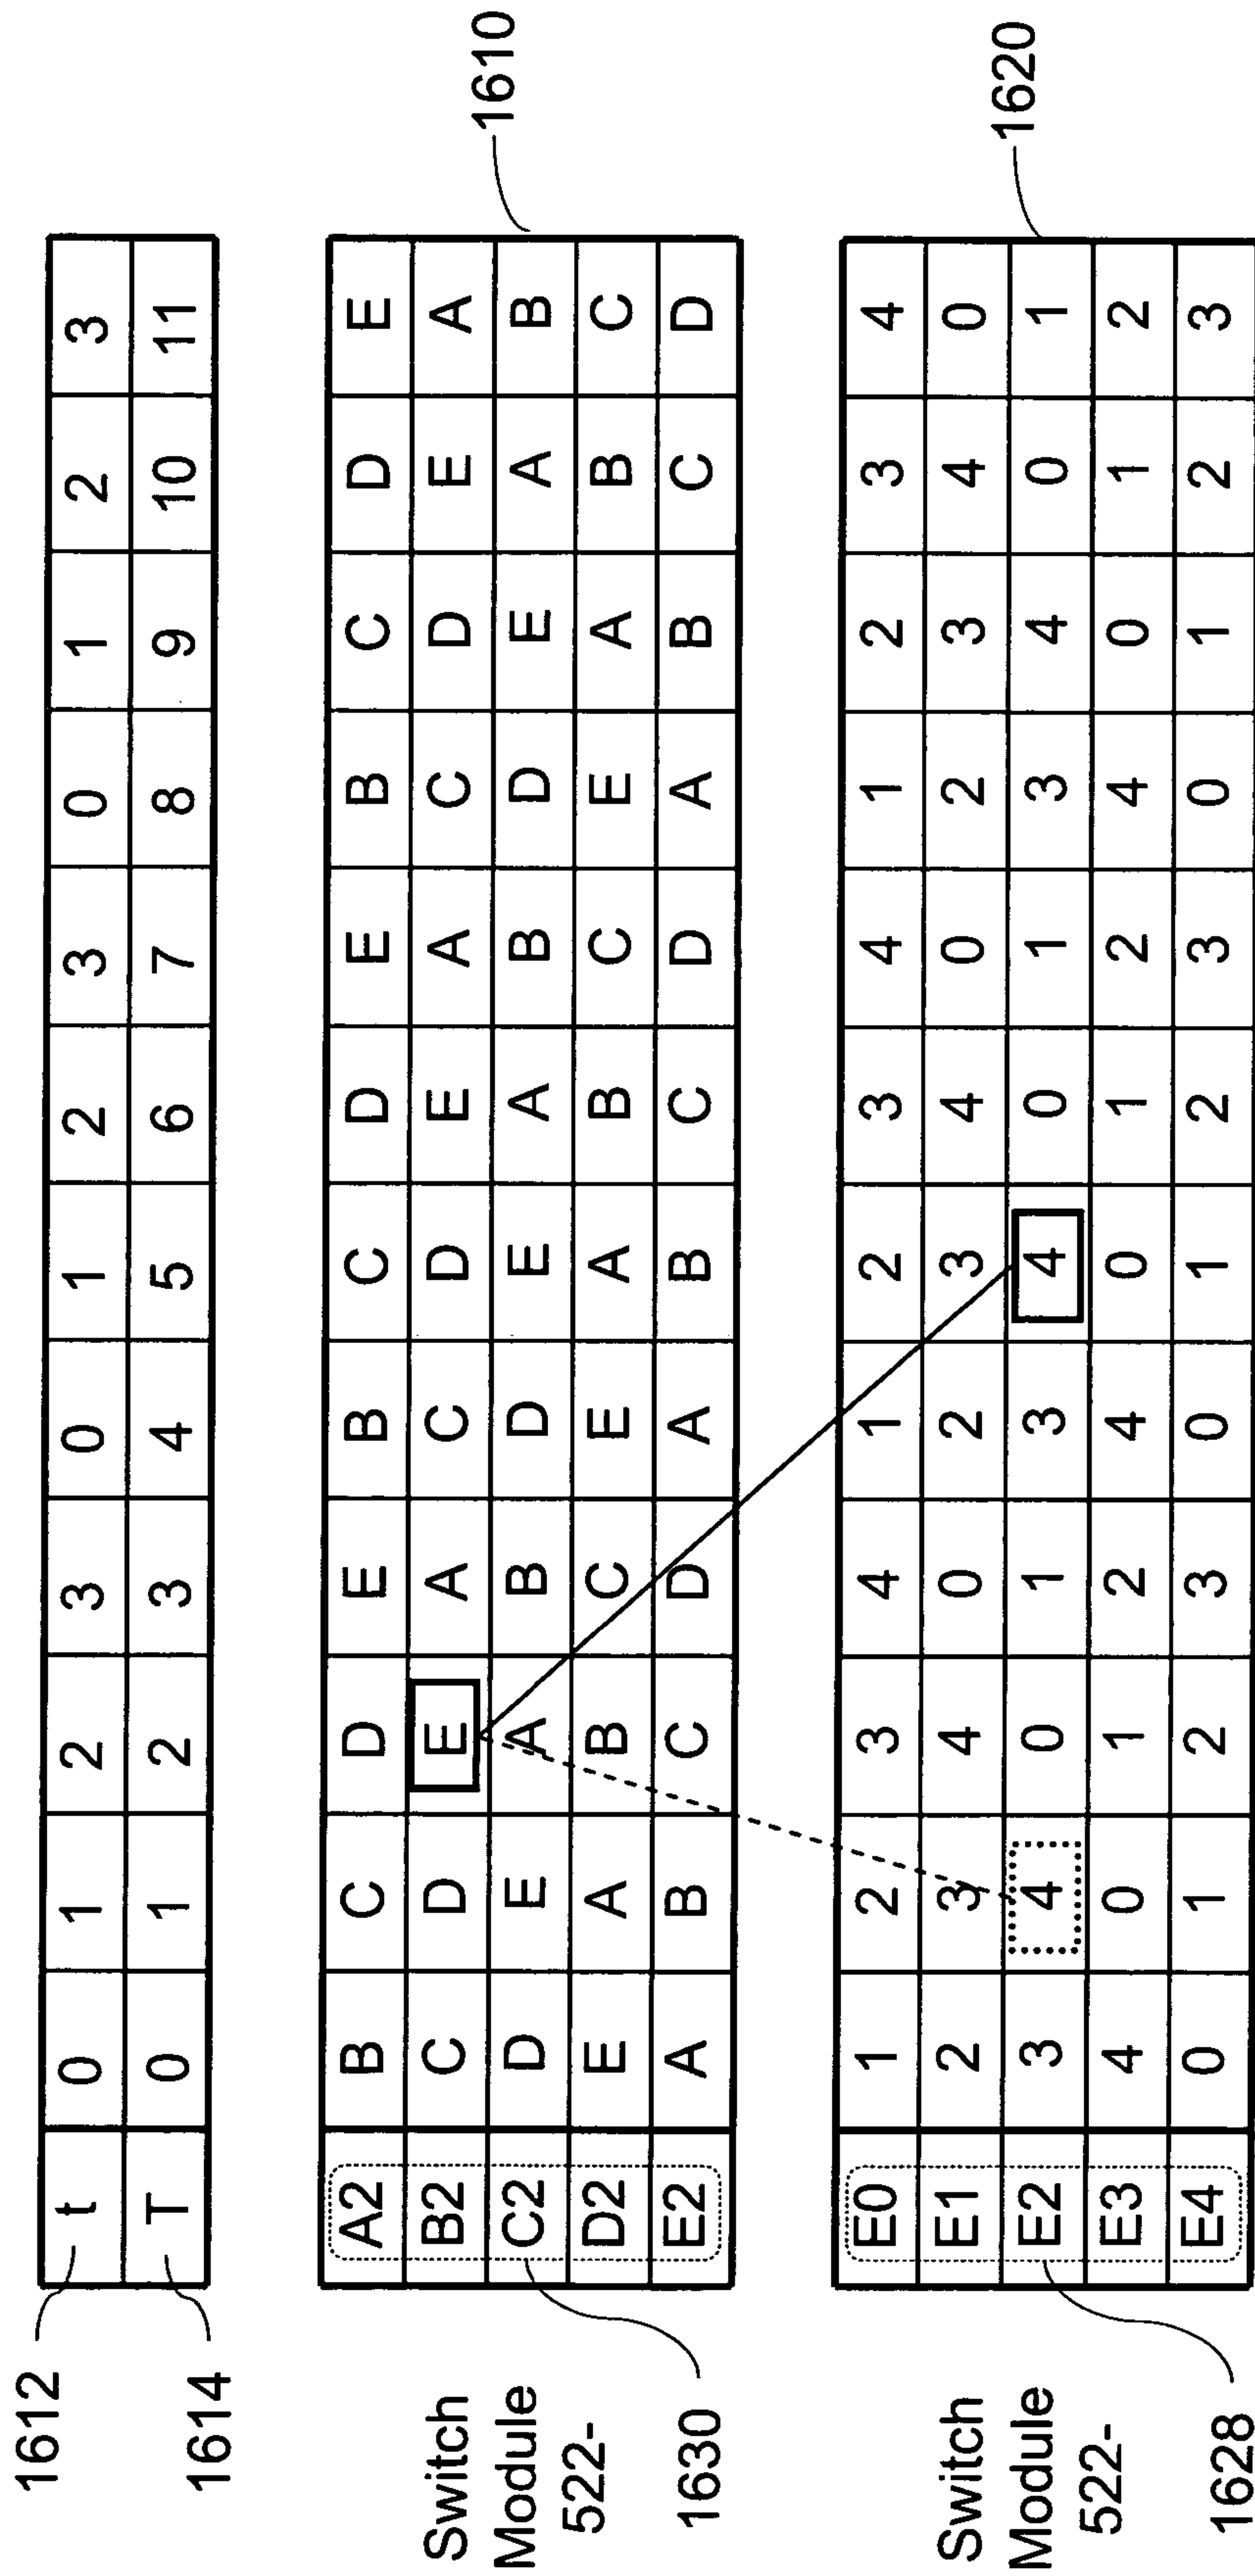 1612
1614
t 0 1 2 3 0 1 2 3 0 1 2 3
T 0 1 2 3 4 5 6 7 8 9 10 11
Switch
Module
522-
1630
1610
A2 B C D E B C D E B C D E
B2 C D E A C D E A C D E A
C2 D E A B D E A B D E A B
D2 E A B C E A B C E A B C
E2 A B C D A B C D A B C D
Switch
Module
522-
1628
1620
E0 1 2 3 4 1 2 3 4 1 2 3 4
E1 2 3 4 0 2 3 4 0 2 3 4 0
E2 3 4 0 1 3 4 0 1 3 4 0 1
E3 4 0 1 2 4 0 1 2 4 0 1 2
E4 0 1 2 3 0 1 2 3 0 1 2 3